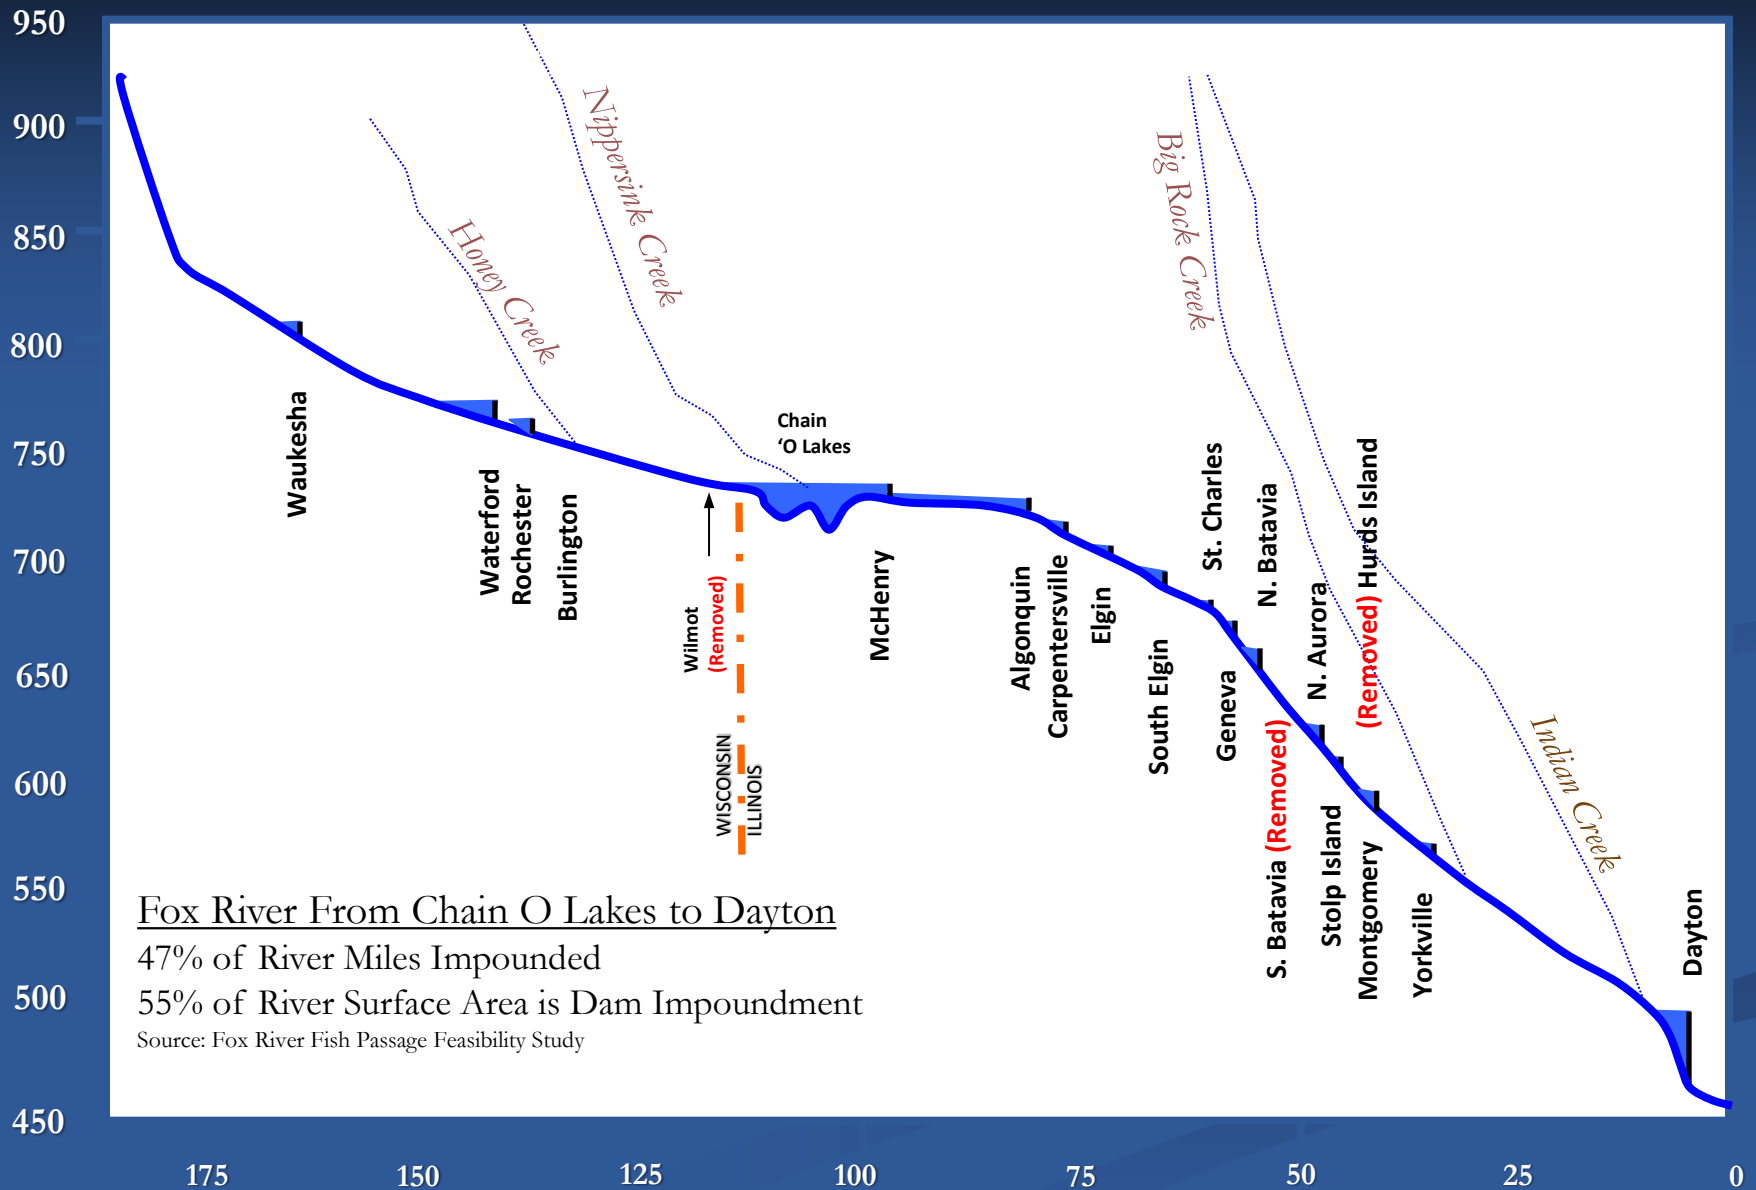 950
900
850
800
750
700
650
600
550
500
450
Honey Creek
Nippersink Creek
Big Rock Creek
Indian Creek
Chain
‘O Lakes
Waukesha
Waterford
Rochester
Burlington
Wilmot
(Removed)
WISCONSIN
ILLINOIS
McHenry
Algonquin
Carpentersville
Elgin
South Elgin
St. Charles
Geneva
N. Batavia
S. Batavia (Removed)
N. Aurora
Stolp Island
(Removed) Hurds Island
Montgomery
Yorkville
Dayton
Fox River From Chain O Lakes to Dayton
47% of River Miles Impounded
55% of River Surface Area is Dam Impoundment
Source: Fox River Fish Passage Feasibility Study
175
150
125
100
75
50
25
0